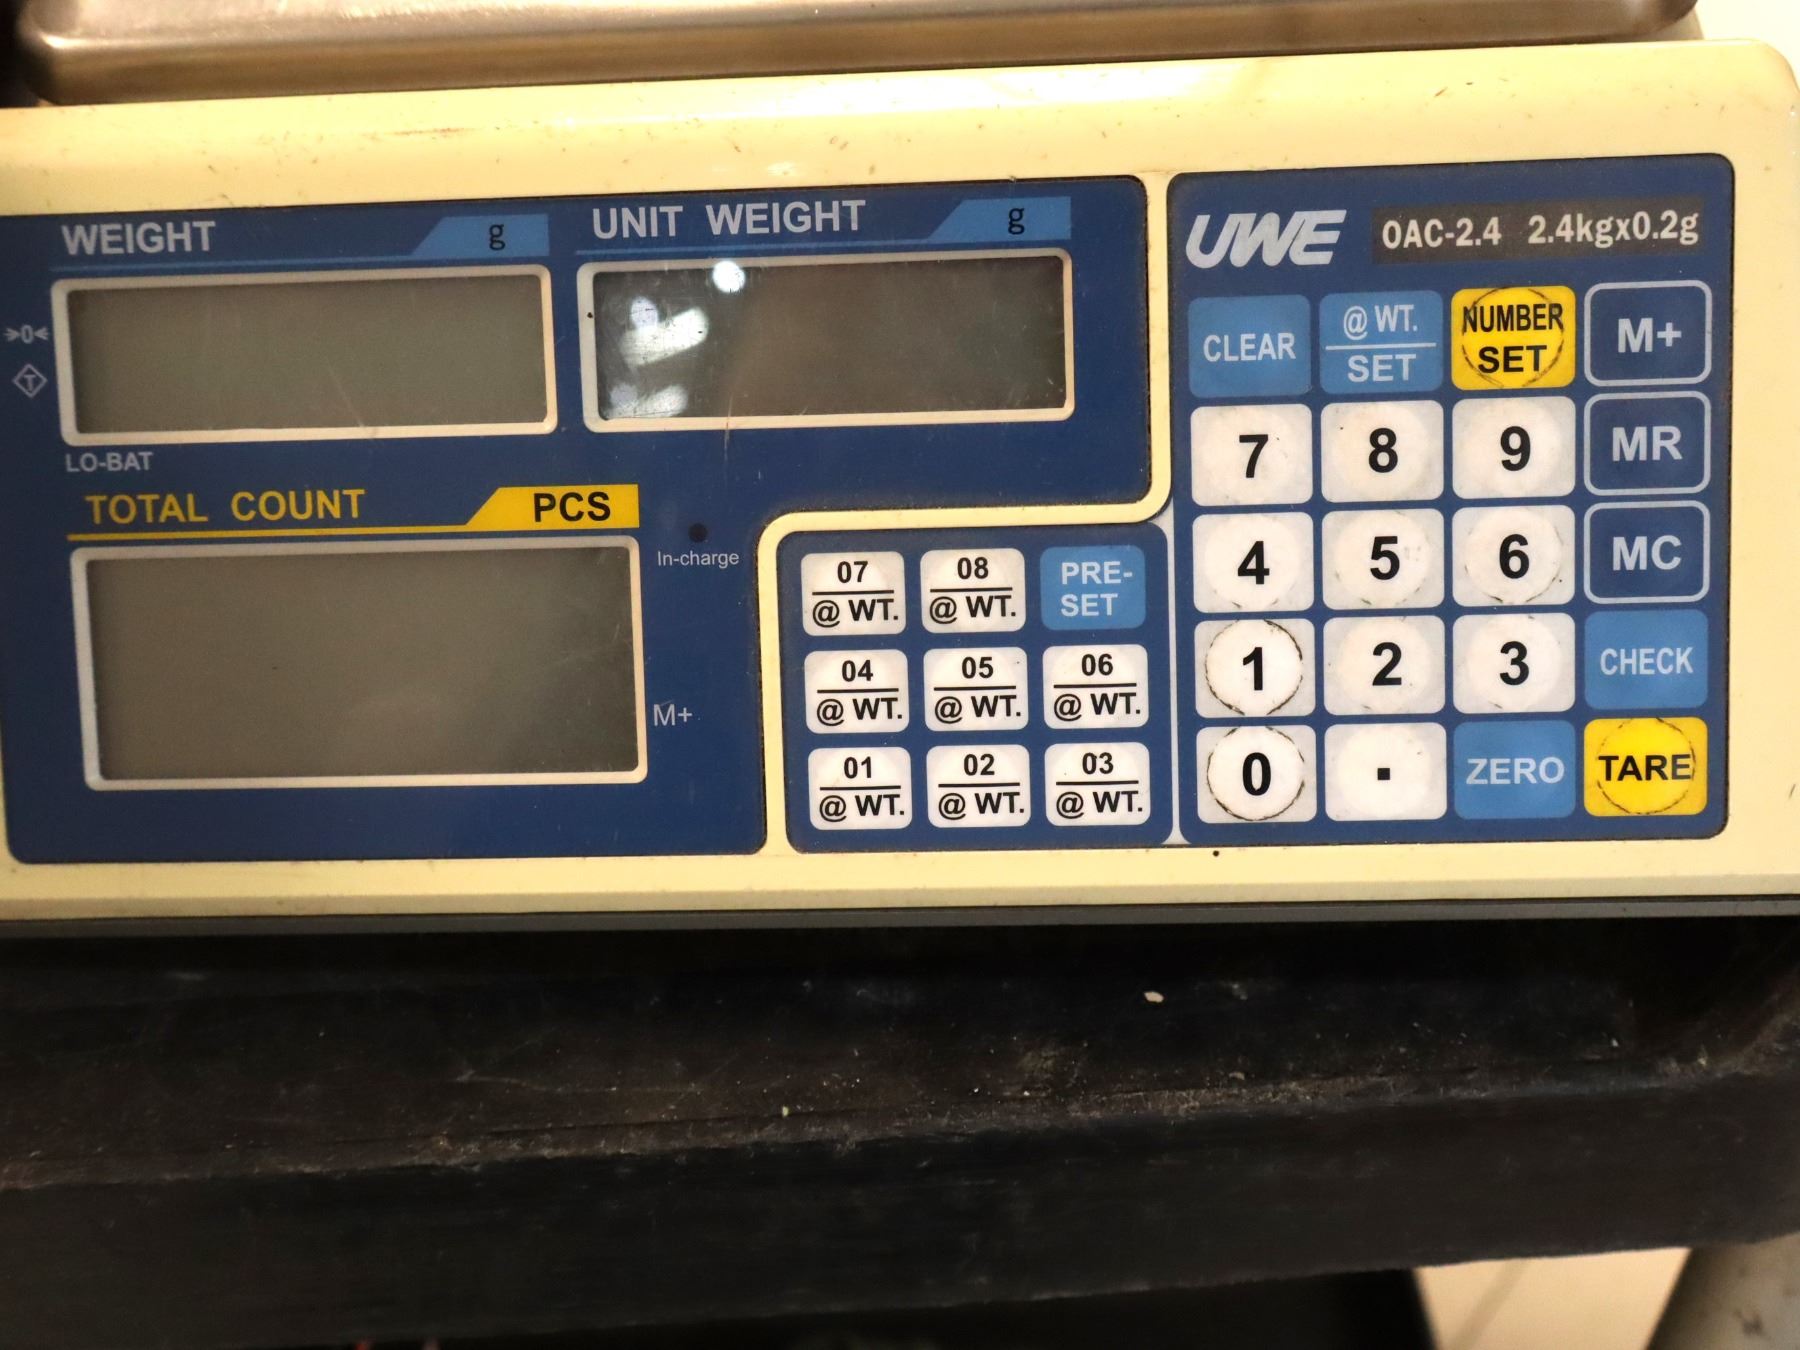 WEIGHT g
UNIT WEIGHT g
>0<
T
LO-BAT
TOTAL COUNT PCS
In-charge
M+
07
@ WT.
08
@ WT.
PRE-
SET
04
@ WT.
05
@ WT.
06
@ WT.
01
@ WT.
02
@ WT.
03
@ WT.
UWE OAC-2.4 2.4kgx0.2g
CLEAR
@ WT.
SET
NUMBER
SET
M+
7 8 9 MR
4 5 6 MC
1 2 3 CHECK
0 . ZERO TARE